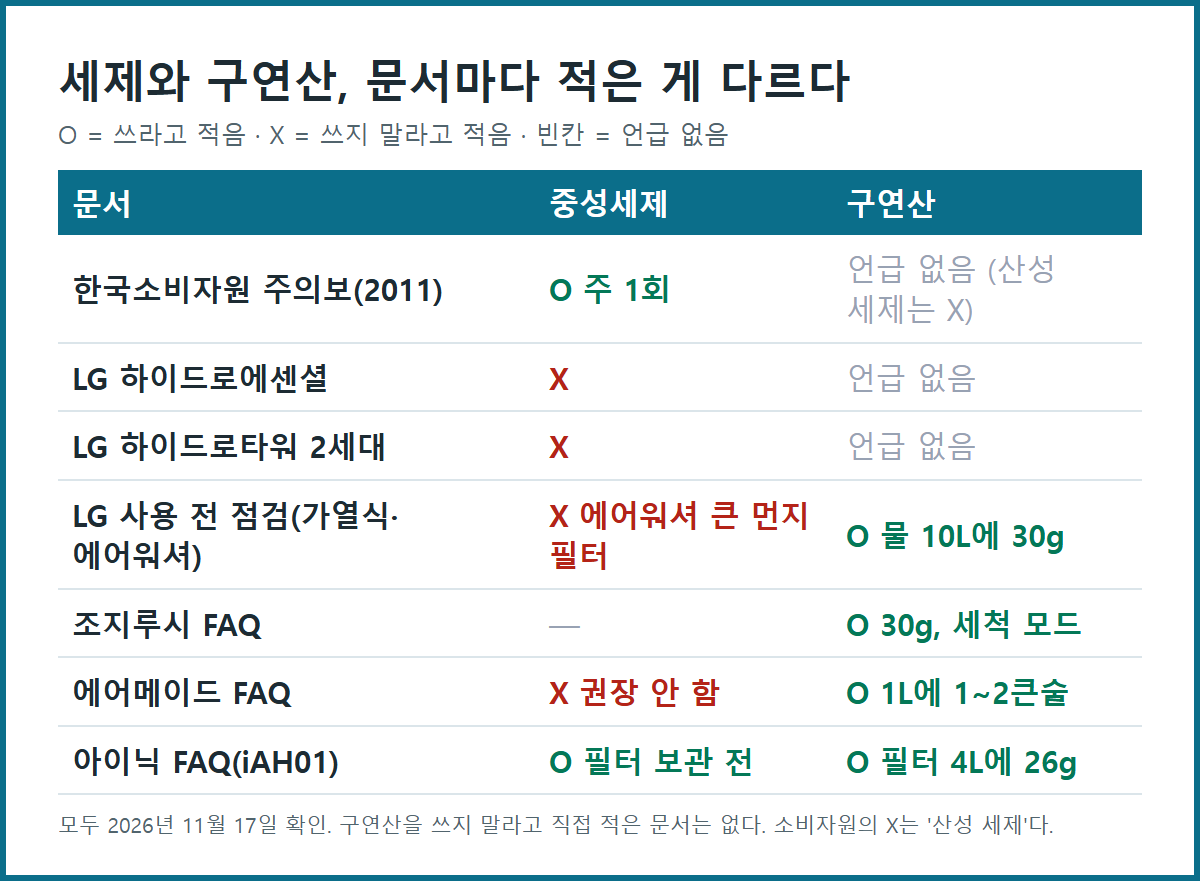 세제와 구연산, 문서마다 적은 게 다르다
O = 쓰라고 적음 · X = 쓰지 말라고 적음 · 빈칸 = 언급 없음
문서 중성세제 구연산
한국소비자원 주의보(2011) O 주 1회 언급 없음 (산성
세제는 X)
LG 하이드로에센셜 X 언급 없음
LG 하이드로타워 2세대 X 언급 없음
LG 사용 전 점검(가열식·
에어워셔)
X 에어워셔 큰 먼지
필터
O 물 10L에 30g
조지루시 FAQ — O 30g, 세척 모드
에어메이드 FAQ X 권장 안 함 O 1L에 1~2큰술
아이닉 FAQ(iAH01) O 필터 보관 전 O 필터 4L에 26g
모두 2026년 11월 17일 확인. 구연산을 쓰지 말라고 직접 적은 문서는 없다. 소비자원의 X는 '산성 세제'다.